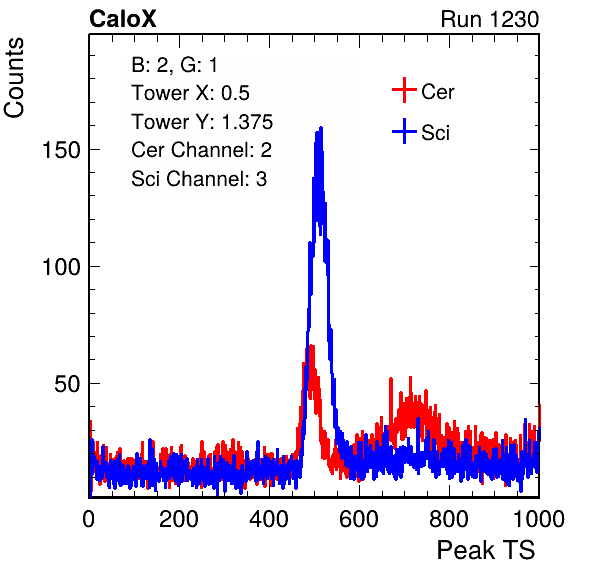 CaloX Run 1230
Counts
B: 2, G: 1
Tower X: 0.5
Tower Y: 1.375
Cer Channel: 2
Sci Channel: 3
Cer
Sci
150
100
50
0 200 400 600 800 1000
Peak TS